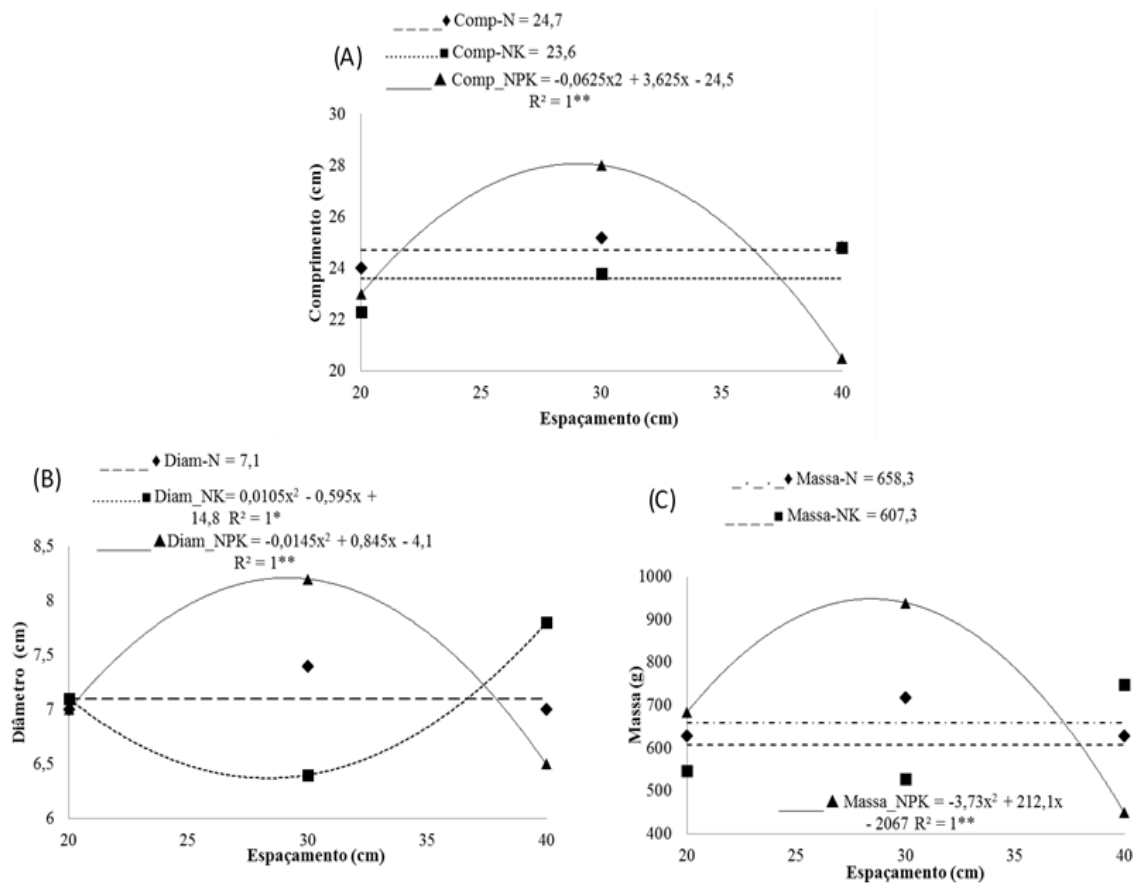 (A)
Comp-N = 24,7
Comp-NK = 23,6
Comp_NPK = -0,0625x2 + 3,625x - 24,5
R² = 1**
Comprimento (cm)
30
28
26
24
22
20
20 25 30 35 40
Espaçamento (cm)
(B)
Diam-N = 7,1
Diam_NK= 0,0105x² - 0,595x +
14,8 R² = 1*
Diam_NPK = -0,0145x² + 0,845x - 4,1
R² = 1**
Diâmetro (cm)
8,5
8
7,5
7
6,5
6
20 25 30 35 40
Espaçamento (cm)
(C)
Massa-N = 658,3
Massa-NK = 607,3
Massa (g)
1000
900
800
700
600
500
400
Massa_NPK = -3,73x² + 212,1x
- 2067 R² = 1**
20 25 30 35 40
Espaçamento (cm)